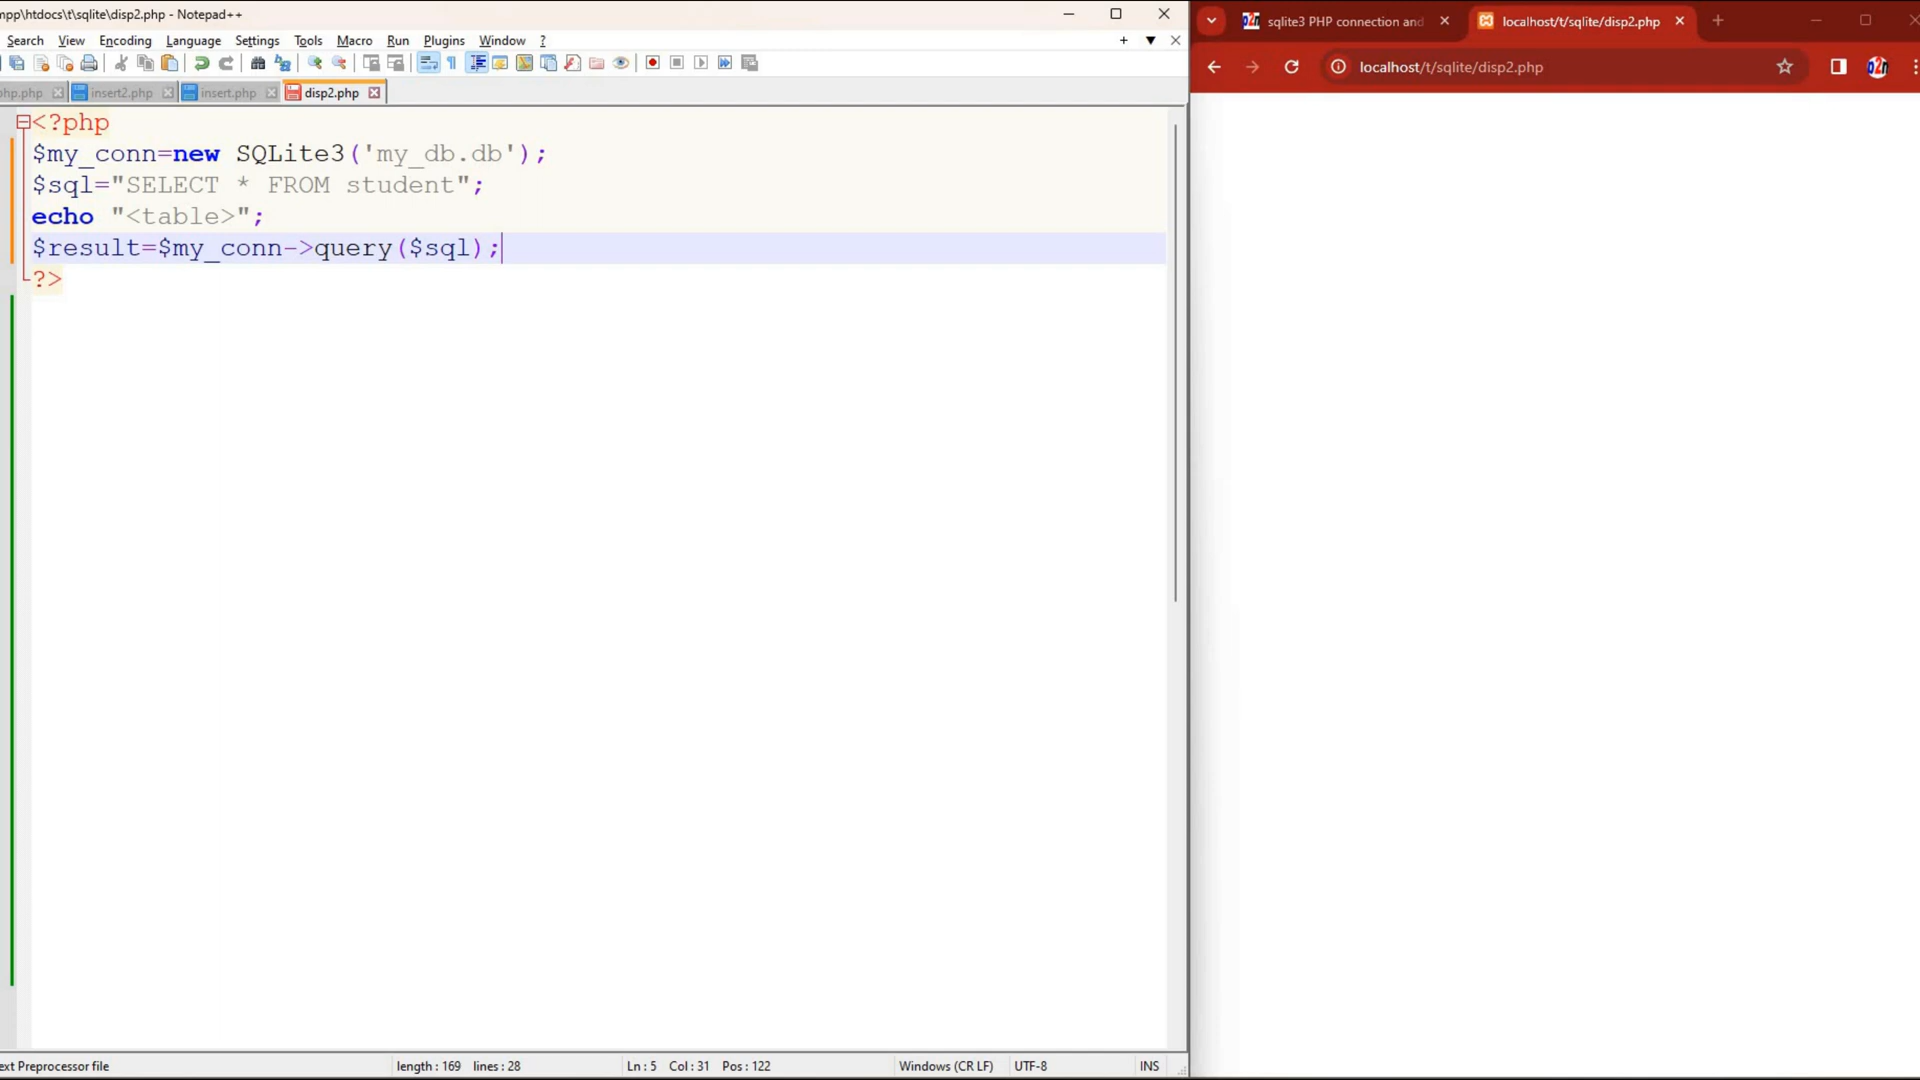 mpp\htdocs\t\sqlite\disp2.php - Notepad++
Search View Encoding Language Settings Tools Macro Run Plugins Window ?
php.php insert2.php insert.php disp2.php
<?php
$my_conn=new SQLite3('my_db.db');
$sql="SELECT * FROM student";
echo "<table>";
$result=$my_conn->query($sql);
?>
ext Preprocessor file length : 169 lines : 28 Ln : 5 Col : 31 Pos : 122 Windows (CR LF) UTF-8 INS
sqlite3 PHP connection and localhost/t/sqlite/disp2.php
localhost/t/sqlite/disp2.php